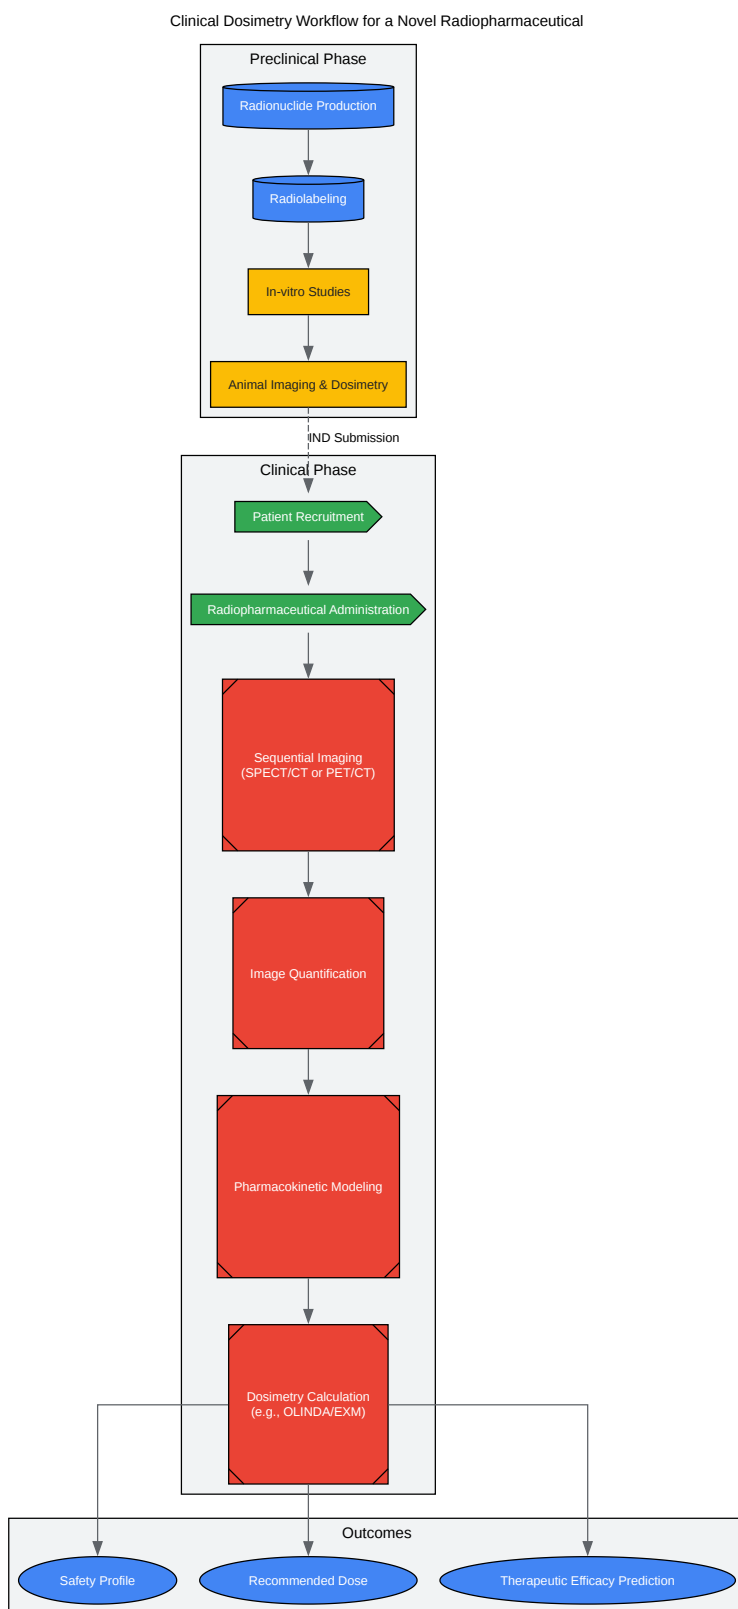 Clinical Dosimetry Workflow for a Novel Radiopharmaceutical
Preclinical Phase
Radionuclide Production
Radiolabeling
In-vitro Studies
Animal Imaging & Dosimetry
IND Submission
Clinical Phase
Patient Recruitment
Radiopharmaceutical Administration
Sequential Imaging
(SPECT/CT or PET/CT)
Image Quantification
Pharmacokinetic Modeling
Dosimetry Calculation
(e.g., OLINDA/EXM)
Outcomes
Safety Profile
Recommended Dose
Therapeutic Efficacy Prediction